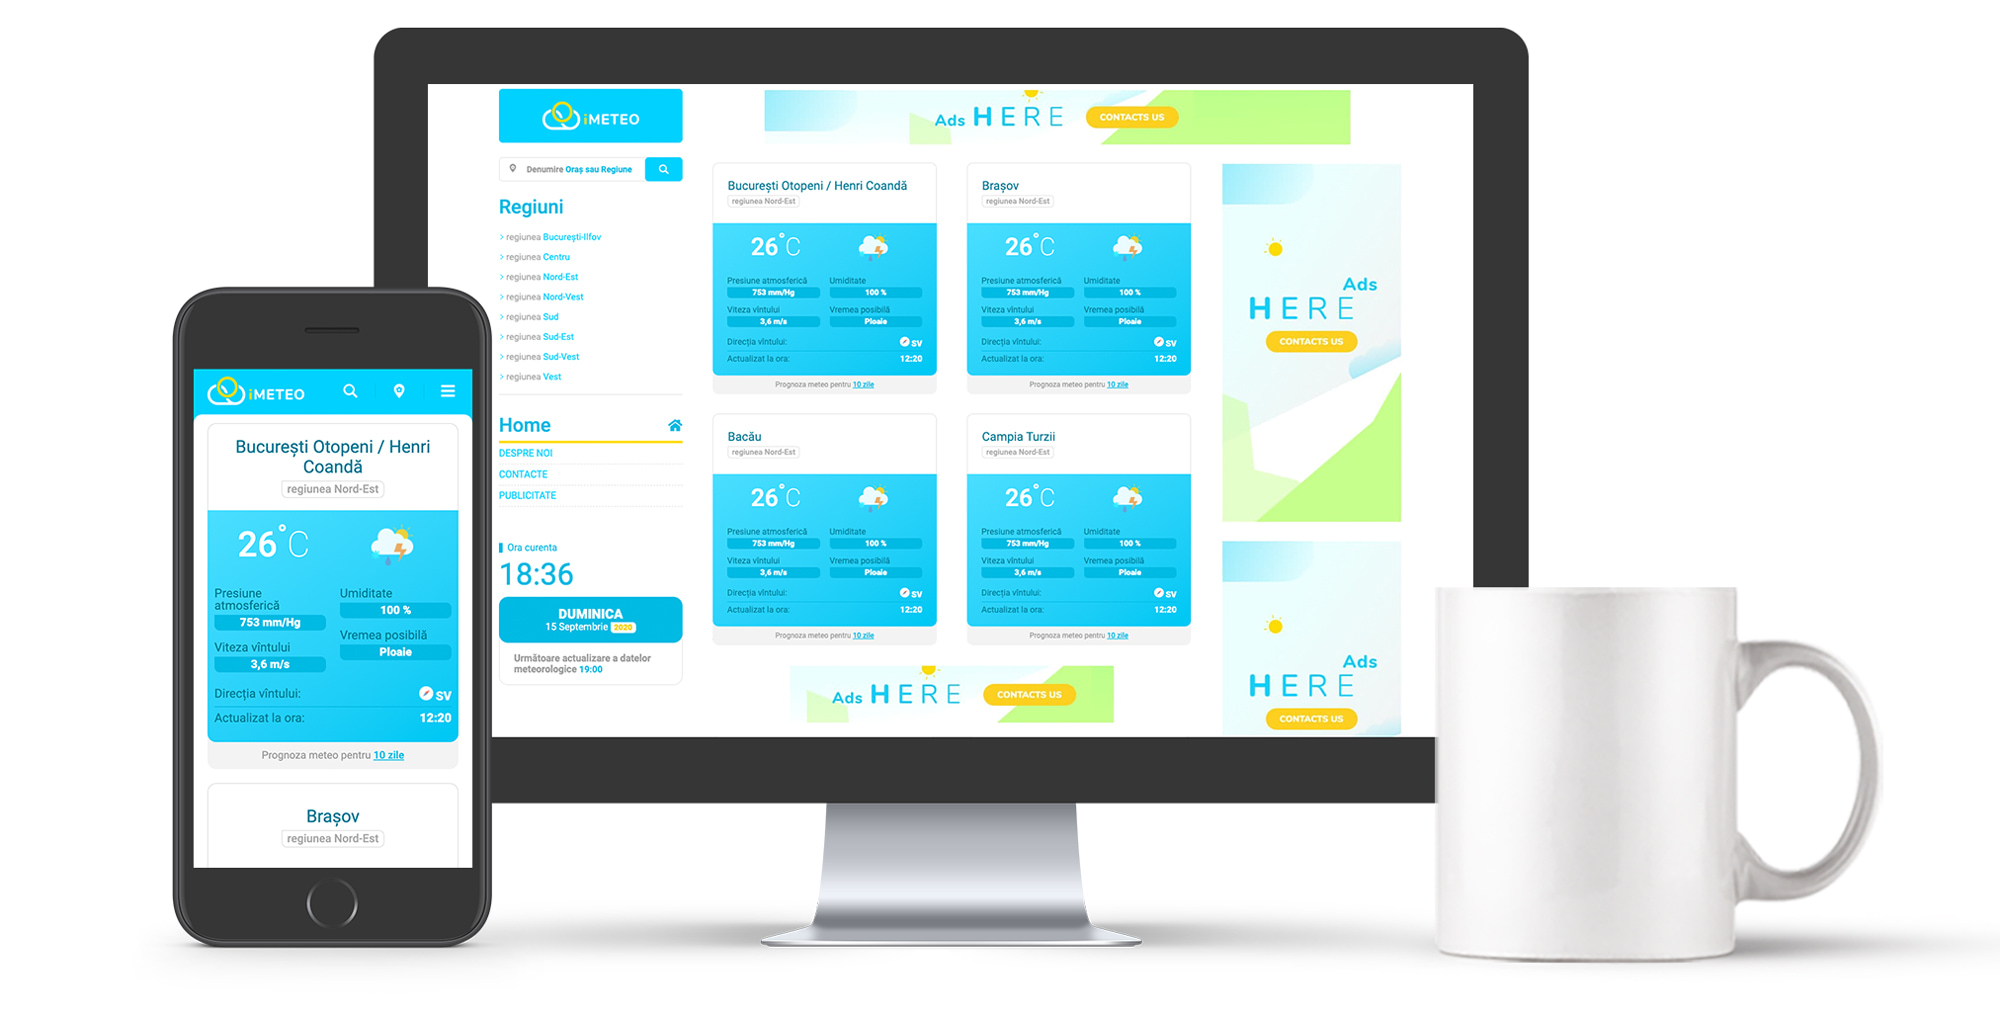 iMETEO
Denumire Oraș sau Regiune
Regiuni
regiunea București-Ilfov
regiunea Centru
regiunea Nord-Est
regiunea Nord-Vest
regiunea Sud
regiunea Sud-Est
regiunea Sud-Vest
regiunea Vest
Home
DESPRE NOI
CONTACTE
PUBLICITATE
Ora curenta
18:36
DUMINICA
15 Septembrie 2020
Următoare actualizare a datelor
meteorologice 19:00
Ads HERE CONTACTS US
București Otopeni / Henri Coandă
regiunea Nord-Est
26°C
Presiune atmosferică Umiditate
753 mm/Hg 100 %
Viteza vîntului Vremea posibilă
3,6 m/s Ploaie
Direcția vîntului: SV
Actualizat la ora: 12:20
Prognoza meteo pentru 10 zile
Brașov
regiunea Nord-Est
26°C
Presiune atmosferică Umiditate
753 mm/Hg 100 %
Viteza vîntului Vremea posibilă
3,6 m/s Ploaie
Direcția vîntului: SV
Actualizat la ora: 12:20
Prognoza meteo pentru 10 zile
Bacău
regiunea Nord-Est
26°C
Presiune atmosferică Umiditate
753 mm/Hg 100 %
Viteza vîntului Vremea posibilă
3,6 m/s Ploaie
Direcția vîntului: SV
Actualizat la ora: 12:20
Prognoza meteo pentru 10 zile
Campia Turzii
regiunea Nord-Est
26°C
Presiune atmosferică Umiditate
753 mm/Hg 100 %
Viteza vîntului Vremea posibilă
3,6 m/s Ploaie
Direcția vîntului: SV
Actualizat la ora: 12:20
Prognoza meteo pentru 10 zile
Ads HERE CONTACTS US
Ads
HERE
CONTACTS US
Ads
HERE
CONTACTS US
iMETEO
București Otopeni / Henri
Coandă
regiunea Nord-Est
26°C
Presiune
atmosferică
753 mm/Hg
Umiditate
100 %
Viteza vîntului
3,6 m/s
Vremea posibilă
Ploaie
Direcția vîntului: SV
Actualizat la ora: 12:20
Prognoza meteo pentru 10 zile
Brașov
regiunea Nord-Est